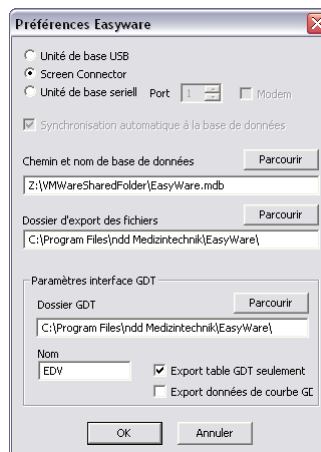 Préférences Easyware
Unité de base USB
Screen Connector
Unité de base seriell Port 1 Modem
Synchronisation automatique à la base de données
Chemin et nom de base de données Parcourir
Z:\VMWareSharedFolder\EasyWare.mdb
Dossier d'export des fichiers Parcourir
C:\Program Files\ndd Medizintechnik\EasyWare\
Paramètres interface GDT
Dossier GDT Parcourir
C:\Program Files\ndd Medizintechnik\EasyWare\
Nom
EDV Export table GDT seulement
Export données de courbe GD
OK Annuler